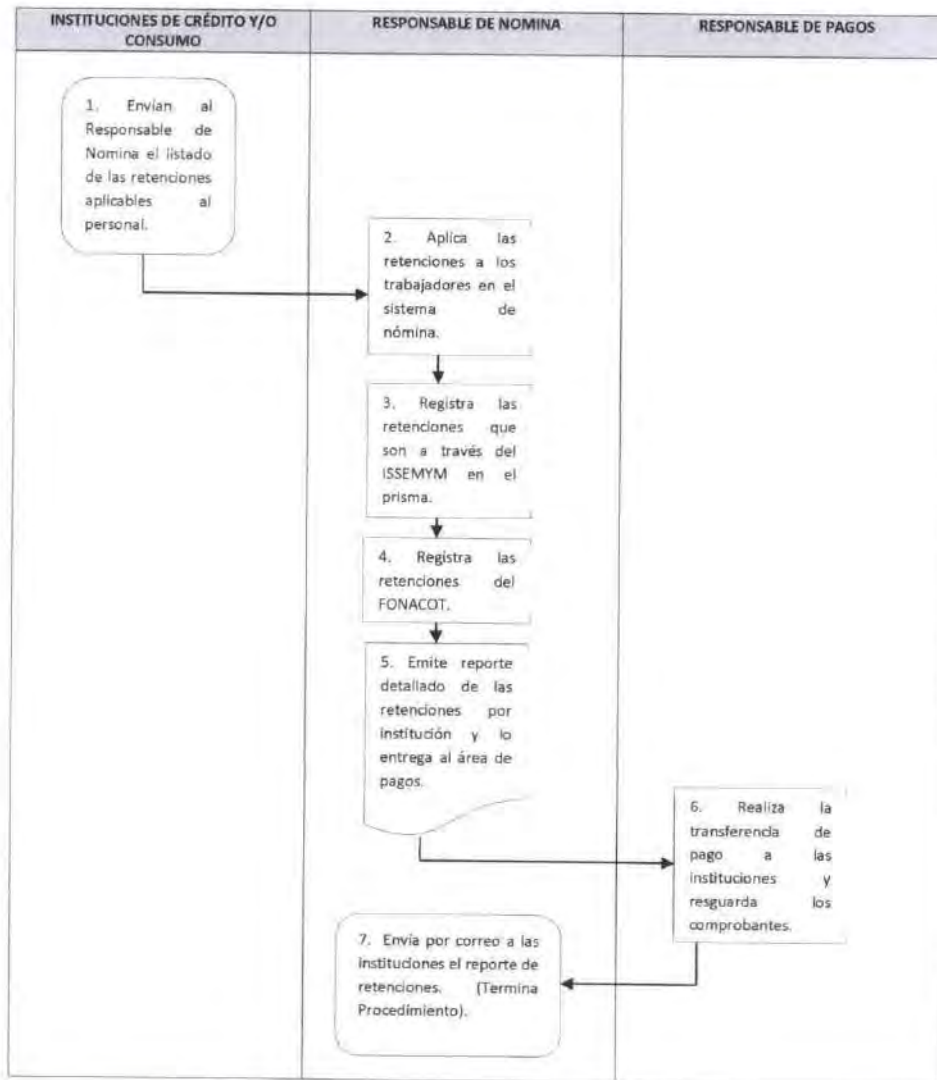 INSTITUCIONES DE CRÉDITO Y/O
CONSUMO
RESPONSABLE DE NOMINA
RESPONSABLE DE PAGOS
1. Envían al
Responsable de
Nomina el listado
de las retenciones
aplicables al
personal.
2. Aplica las
retenciones a los
trabajadores en el
sistema de
nómina.
3. Registra las
retenciones que
son a través del
ISSEMYM en el
prisma.
4. Registra las
retenciones del
FONACOT.
5. Emite reporte
detallado de las
retenciones por
institución y lo
entrega al área de
pagos.
6. Realiza la
transferencia de
pago a las
instituciones y
resguarda los
comprobantes.
7. Envía por correo a las
instituciones el reporte de
retenciones. (Termina
Procedimiento).